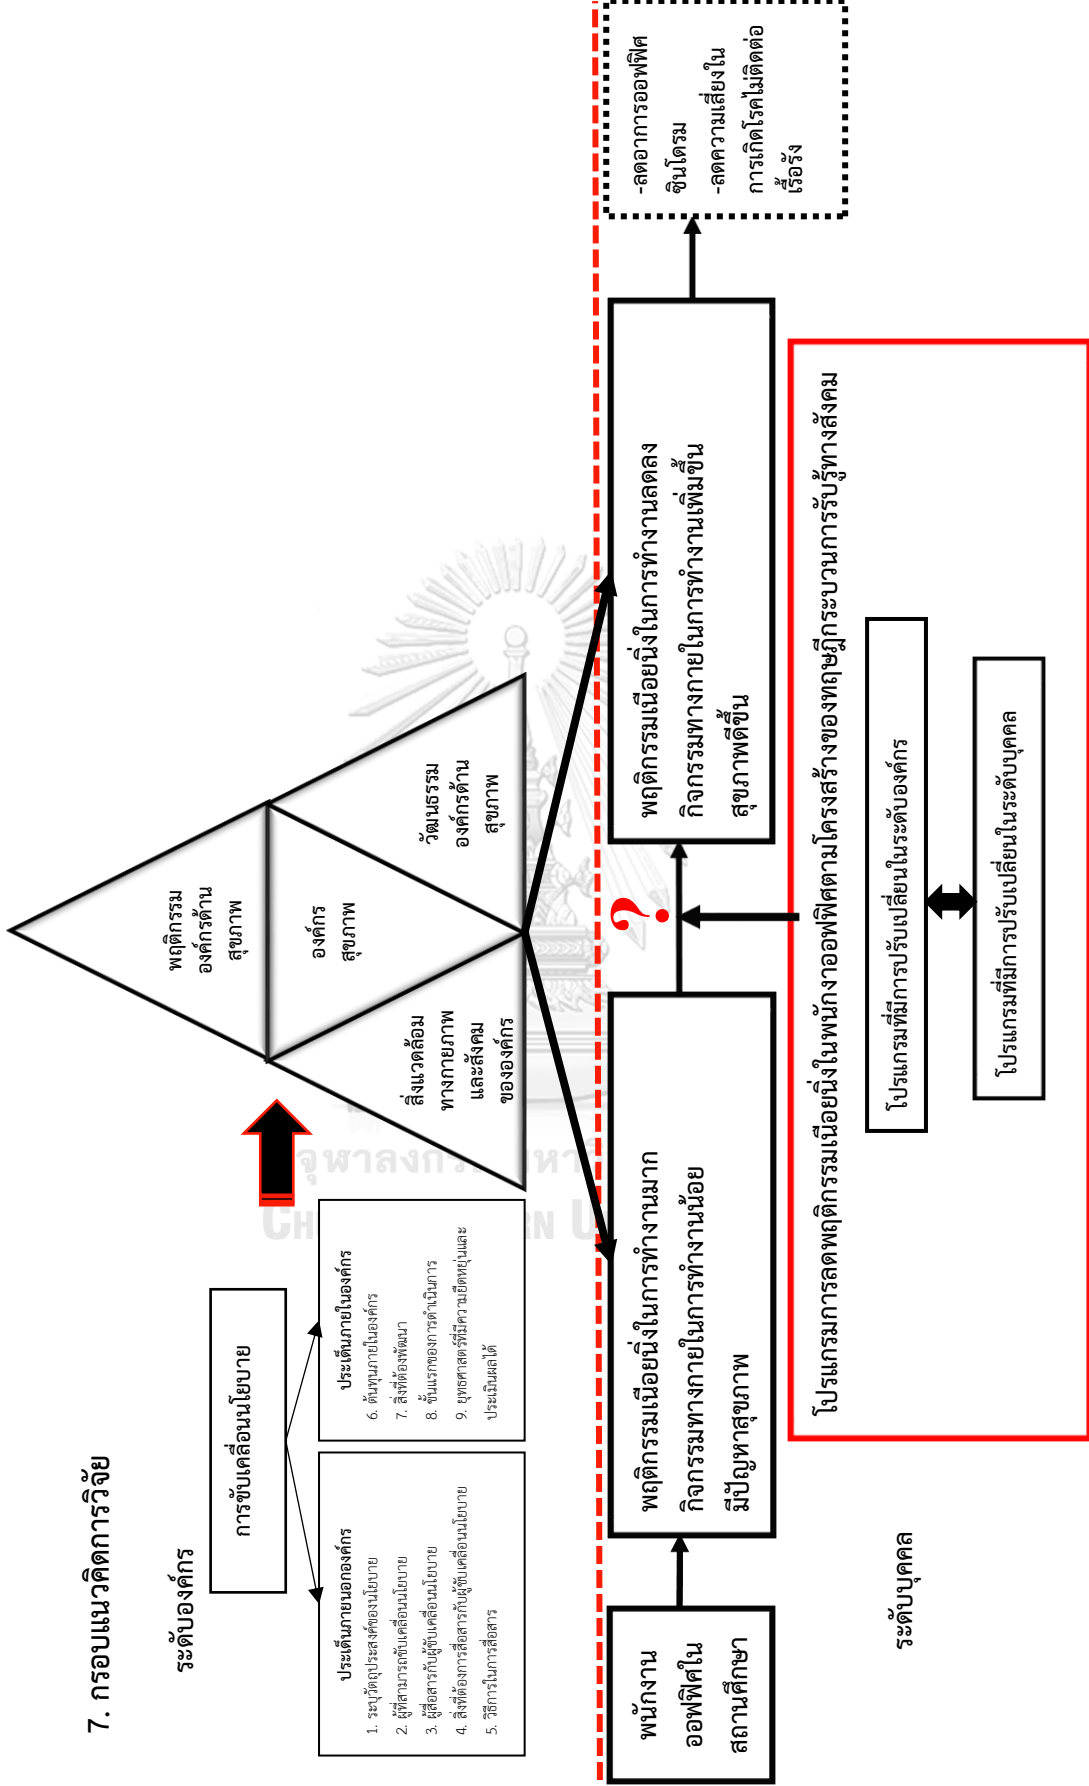 7. กรอบแนวคิดการวิจัย
ระดับองค์กร
การขับเคลื่อนนโยบาย
ประเด็นภายนอกองค์กร
1. ระบุวัตถุประสงค์ของนโยบาย
2. ผู้ที่สามารถขับเคลื่อนนโยบาย
3. ผู้สื่อสารกับผู้ขับเคลื่อนนโยบาย
4. สิ่งที่ต้องการสื่อสารกับผู้ขับเคลื่อนนโยบาย
5. วิธีการในการสื่อสาร
ประเด็นภายในองค์กร
6. ต้นทุนภายในองค์กร
7. สิ่งที่ต้องพัฒนา
8. ขั้นแรกของการดำเนินการ
9. ยุทธศาสตร์ที่มีความยืดหยุ่นและ
ประเมินผลได้
พฤติกรรม
องค์กรด้าน
สุขภาพ
องค์กร
สุขภาพ
สิ่งแวดล้อม
ทางกายภาพ
และสังคม
ขององค์กร
วัฒนธรรม
องค์กรด้าน
สุขภาพ
จุฬาลงกร
พนักงาน
ออฟฟิศใน
สถานศึกษา
พฤติกรรมเนือยนิ่งในการทำงานมาก
กิจกรรมทางกายในการทำงานน้อย
มีปัญหาสุขภาพ
?
พฤติกรรมเนือยนิ่งในการทำงานลดลง
กิจกรรมทางกายในการทำงานเพิ่มขึ้น
สุขภาพดีขึ้น
-ลดอาการออฟฟิศ
ซินโดรม
-ลดความเสี่ยงใน
การเกิดโรคไม่ติดต่อ
เรื้อรัง
ระดับบุคคล
โปรแกรมการลดพฤติกรรมเนือยนิ่งในพนักงาออฟฟิศตามโครงสร้างของทฤษฎีกระบวนการรับรู้ทางสังคม
โปรแกรมที่มีการปรับเปลี่ยนในระดับองค์กร
โปรแกรมที่มีการปรับเปลี่ยนในระดับบุคคล